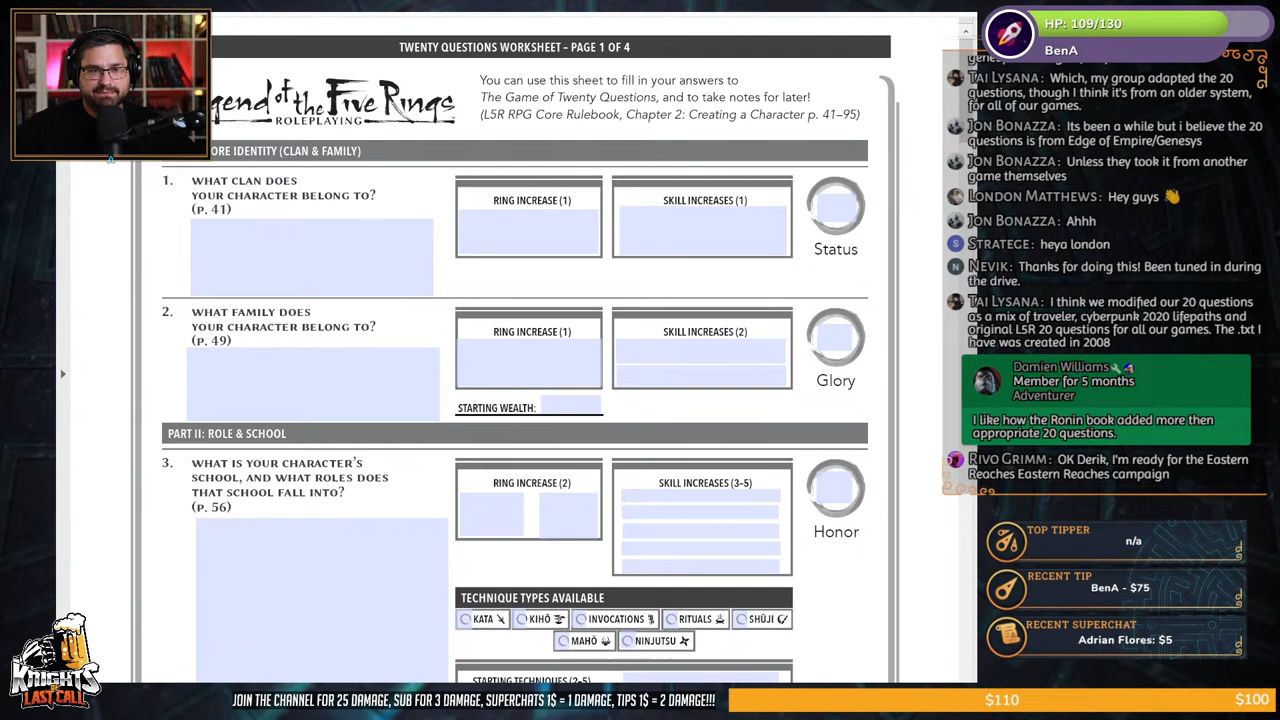 TWENTY QUESTIONS WORKSHEET – PAGE 1 OF 4
gend of the Five Rings
ROLEPLAYING
You can use this sheet to fill in your answers to
The Game of Twenty Questions, and to take notes for later!
(L5R RPG Core Rulebook, Chapter 2: Creating a Character p. 41–95)
ORE IDENTITY (CLAN & FAMILY)
1. WHAT CLAN DOES
YOUR CHARACTER BELONG TO?
(P. 41)
RING INCREASE (1)
SKILL INCREASES (1)
Status
2. WHAT FAMILY DOES
YOUR CHARACTER BELONG TO?
(P. 49)
RING INCREASE (1)
SKILL INCREASES (2)
Glory
STARTING WEALTH:
PART II: ROLE & SCHOOL
3. WHAT IS YOUR CHARACTER'S
SCHOOL, AND WHAT ROLES DOES
THAT SCHOOL FALL INTO?
(P. 56)
RING INCREASE (2)
SKILL INCREASES (3–5)
Honor
TECHNIQUE TYPES AVAILABLE
KATA KIHŌ INVOCATIONS RITUALS SHŪJI
MAHŌ NINJUTSU
STARTING TECHNIQUES (2–5)
HP: 109/130
BenA
TAI LYSANA: Which, my group adapted the 20
questions, though I think it's from an older system,
for all of our games.
JON BONAZZA: Its been a while but i believe the 20
questions is from Edge of Empire/Genesys
JON BONAZZA: Unless they took it from another
game themselves
LONDON MATTHEWS: Hey guys 👋
JON BONAZZA: Ahhh
S STRATEGE: heya london
N NEVIK: Thanks for doing this! Been tuned in during
the drive.
TAI LYSANA: I think we modified our 20 questions
as a mix of traveler, cyberpunk 2020 lifepaths and
original L5R 20 questions for all our games. The .txt I
have was created in 2008
Damien Williams
Member for 5 months
Adventurer
I like how the Ronin book added more then
appropriate 20 questions.
RIVO GRIMM: OK Derik, I'm ready for the Eastern
Reaches Eastern Reaches campaign
TOP TIPPER
n/a
RECENT TIP
BenA - $75
RECENT SUPERCHAT
Adrian Flores: $5
KNIGHTS
LAST CALL
JOIN THE CHANNEL FOR 25 DAMAGE, SUB FOR 3 DAMAGE, SUPERCHATS 1$ = 1 DAMAGE, TIPS 1$ = 2 DAMAGE!!!
$110
$100